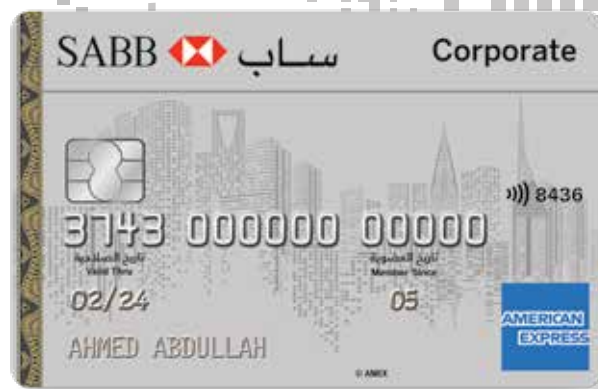 SABB ساب Corporate
8436
3743 000000 00000
تاريخ الصلاحية تاريخ العضوية
Valid Thru Member Since
02/24 05
AMERICAN
EXPRESS
AHMED ABDULLAH
© AMEX